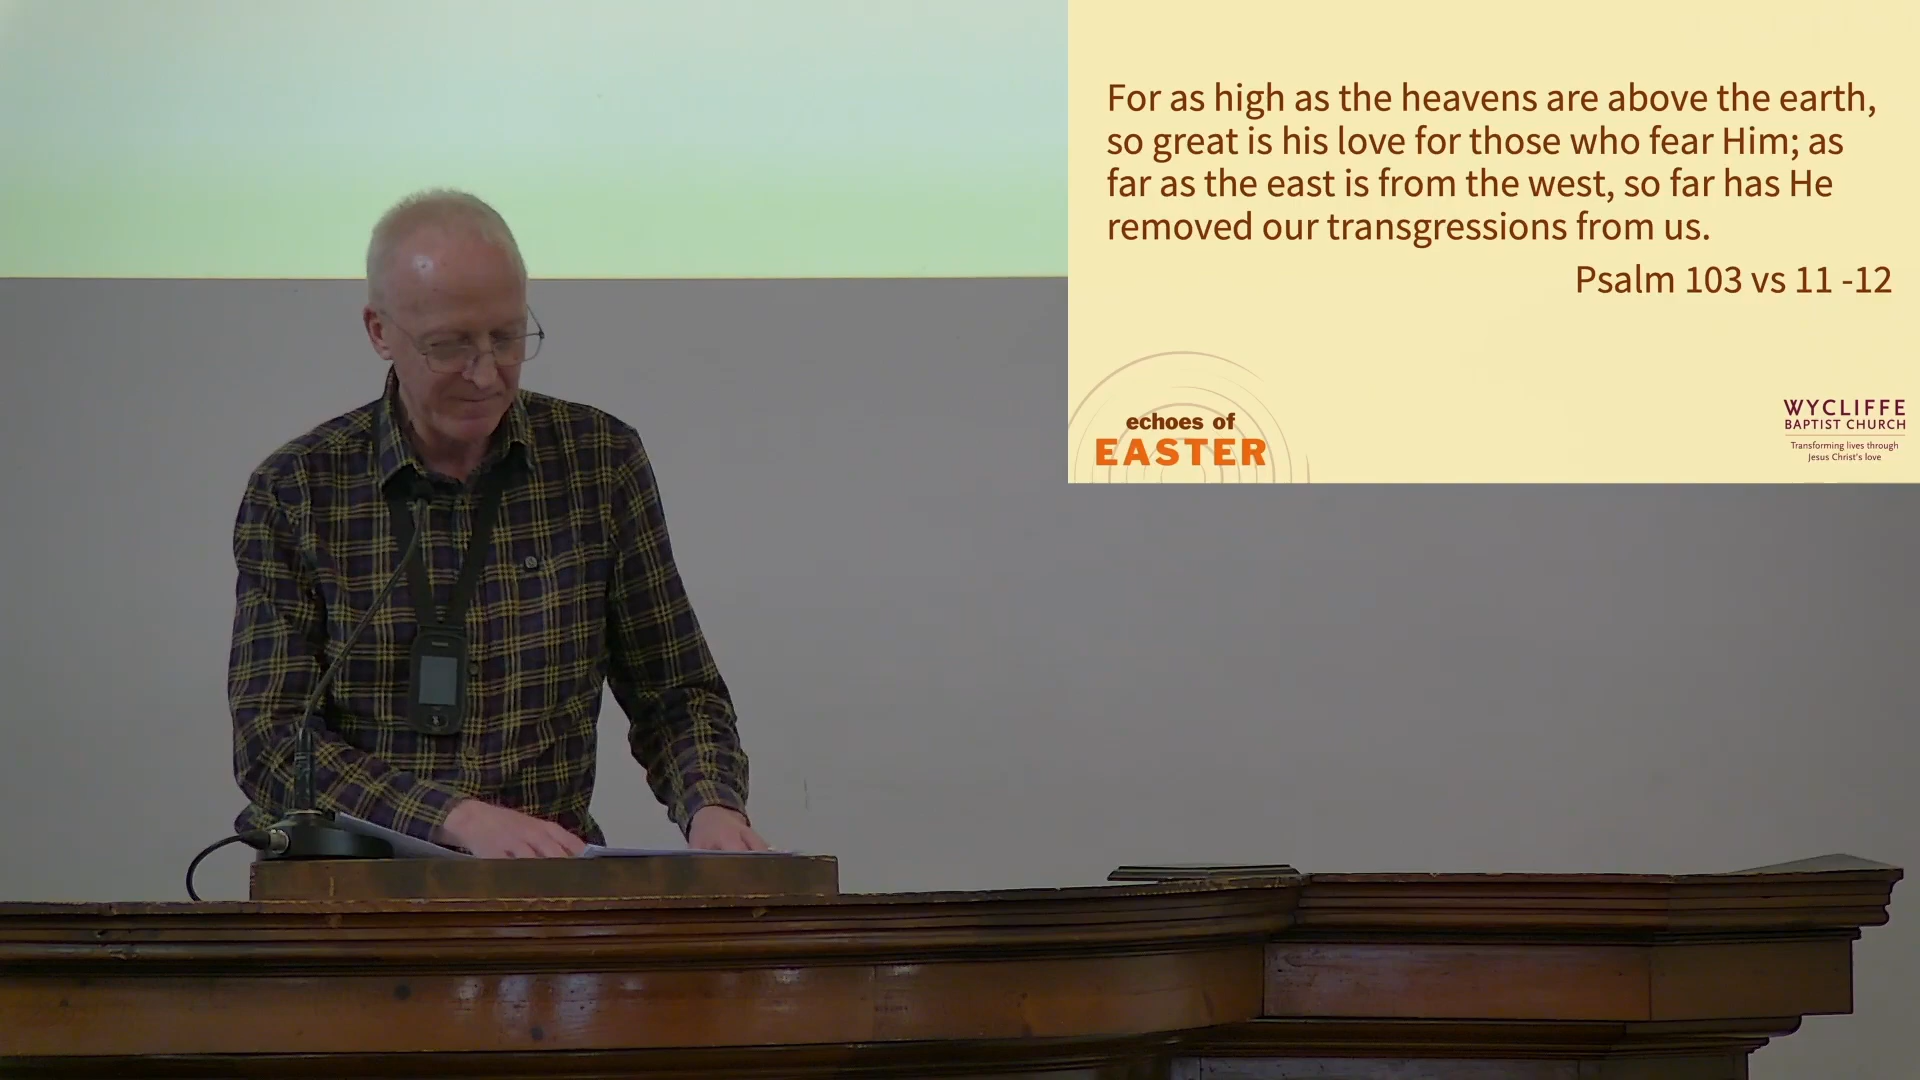 For as high as the heavens are above the earth,
so great is his love for those who fear Him; as
far as the east is from the west, so far has He
removed our transgressions from us.
Psalm 103 vs 11 -12
echoes of
EASTER
WYCLIFFE
BAPTIST CHURCH
Transforming lives through
Jesus Christ's love